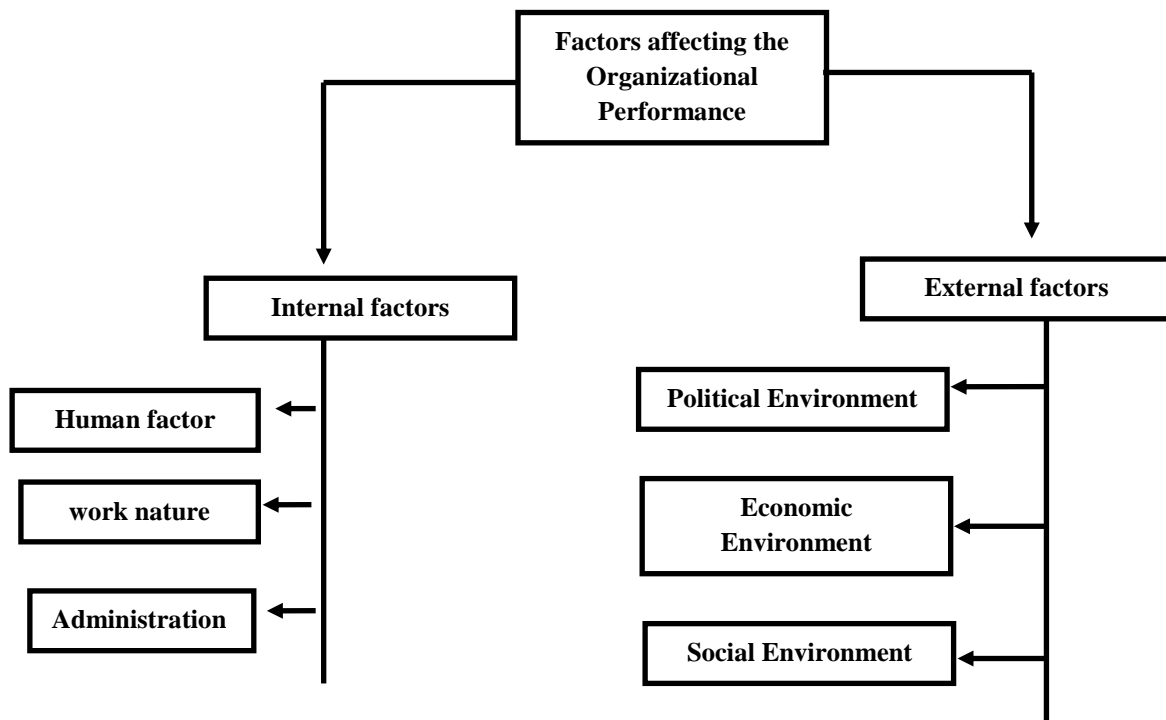 Factors affecting the
Organizational
Performance
Internal factors
Human factor
work nature
Administration
External factors
Political Environment
Economic
Environment
Social Environment